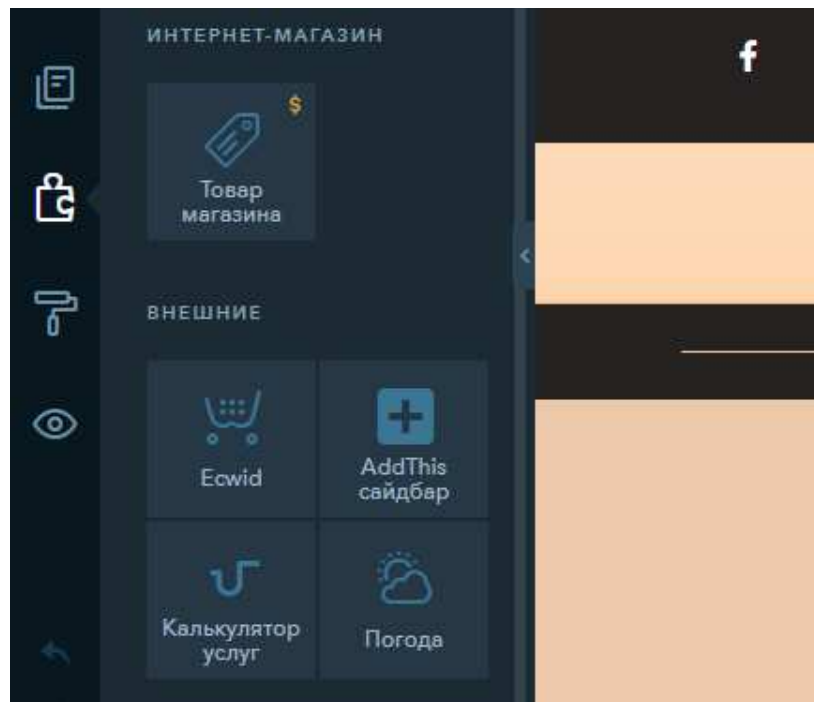 ИНТЕРНЕТ-МАГАЗИН
$
Товар
магазина
ВНЕШНИЕ
Ecwid
AddThis
сайдбар
Калькулятор
услуг
Погода